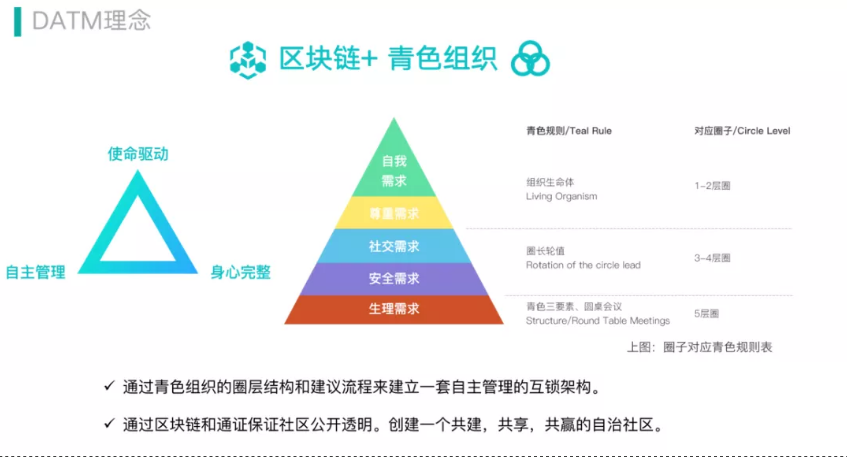 DATM理念
区块链+ 青色组织
使命驱动
自主管理
身心完整
自我
需求
尊重需求
社交需求
安全需求
生理需求
青色规则/Teal Rule
对应圈子/Circle Level
组织生命体
Living Organism
1-2层圈
圈长轮值
Rotation of the circle lead
3-4层圈
青色三要素、圆桌会议
Structure/Round Table Meetings
5层圈
上图：圈子对应青色规则表
✓ 通过青色组织的圈层结构和建议流程来建立一套自主管理的互锁架构。
✓ 通过区块链和通证保证社区公开透明。创建一个共建，共享，共赢的自治社区。